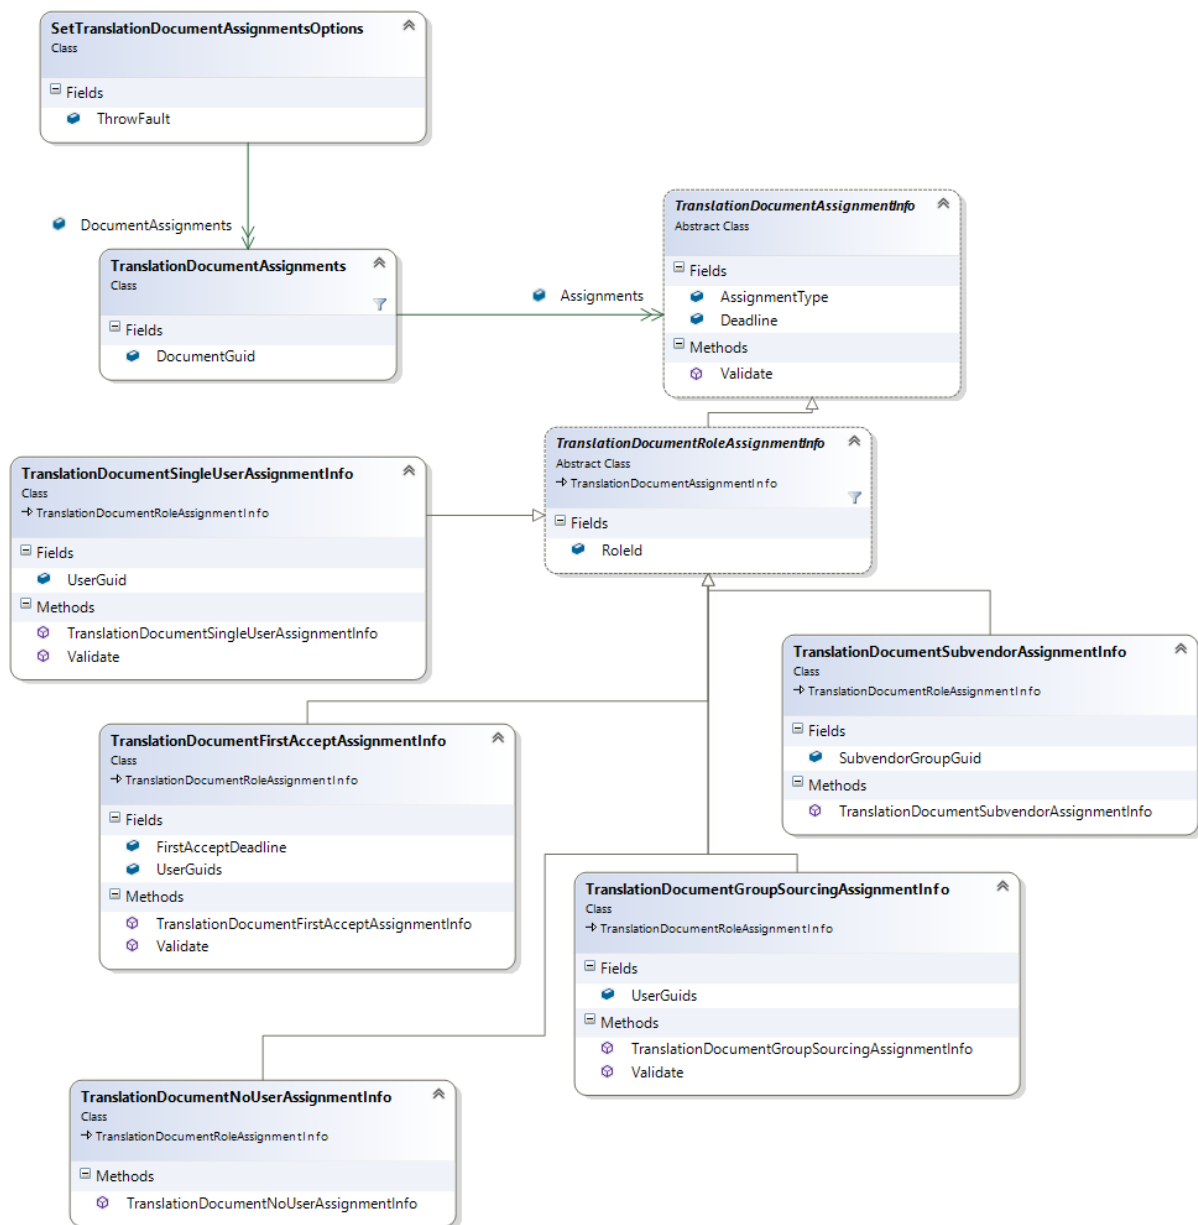 SetTranslationDocumentAssignmentsOptions
Class
Fields
ThrowFault
DocumentAssignments
TranslationDocumentAssignments
Class
Fields
DocumentGuid
Assignments
TranslationDocumentAssignmentInfo
Abstract Class
Fields
AssignmentType
Deadline
Methods
Validate
TranslationDocumentRoleAssignmentInfo
Abstract Class
TranslationDocumentAssignmentInfo
Fields
RoleId
TranslationDocumentSingleUserAssignmentInfo
Class
TranslationDocumentRoleAssignmentInfo
Fields
UserGuid
Methods
TranslationDocumentSingleUserAssignmentInfo
Validate
TranslationDocumentSubvendorAssignmentInfo
Class
TranslationDocumentRoleAssignmentInfo
Fields
SubvendorGroupGuid
Methods
TranslationDocumentSubvendorAssignmentInfo
TranslationDocumentFirstAcceptAssignmentInfo
Class
TranslationDocumentRoleAssignmentInfo
Fields
FirstAcceptDeadline
UserGuids
Methods
TranslationDocumentFirstAcceptAssignmentInfo
Validate
TranslationDocumentGroupSourcingAssignmentInfo
Class
TranslationDocumentRoleAssignmentInfo
Fields
UserGuids
Methods
TranslationDocumentGroupSourcingAssignmentInfo
Validate
TranslationDocumentNoUserAssignmentInfo
Class
TranslationDocumentRoleAssignmentInfo
Methods
TranslationDocumentNoUserAssignmentInfo